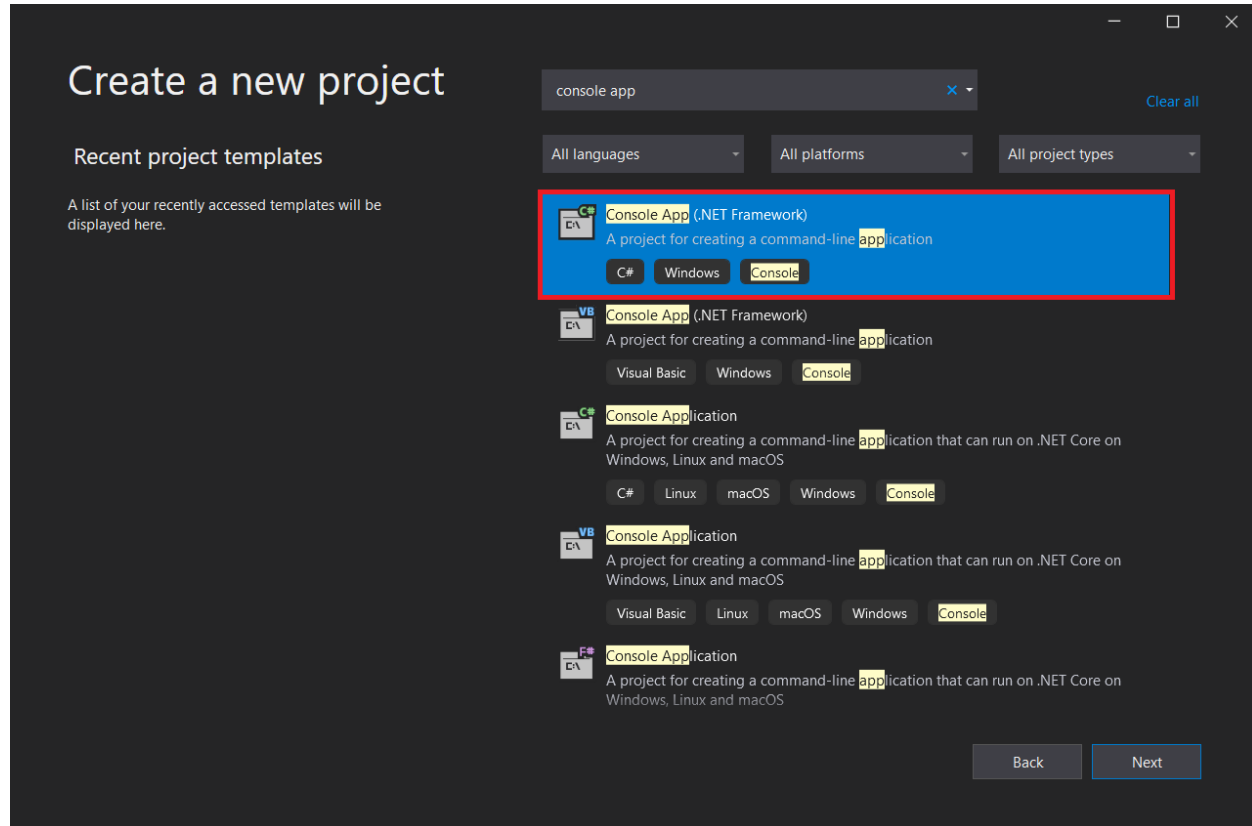 Create a new project
console app
Clear all
Recent project templates
All languages
All platforms
All project types
A list of your recently accessed templates will be
displayed here.
C#
C:\
Console App (.NET Framework)
A project for creating a command-line application
C#
Windows
Console
VB
C:\
Console App (.NET Framework)
A project for creating a command-line application
Visual Basic
Windows
Console
C#
C:\
Console Application
A project for creating a command-line application that can run on .NET Core on
Windows, Linux and macOS
C#
Linux
macOS
Windows
Console
VB
C:\
Console Application
A project for creating a command-line application that can run on .NET Core on
Windows, Linux and macOS
Visual Basic
Linux
macOS
Windows
Console
F#
C:\
Console Application
A project for creating a command-line application that can run on .NET Core on
Windows, Linux and macOS
Back
Next